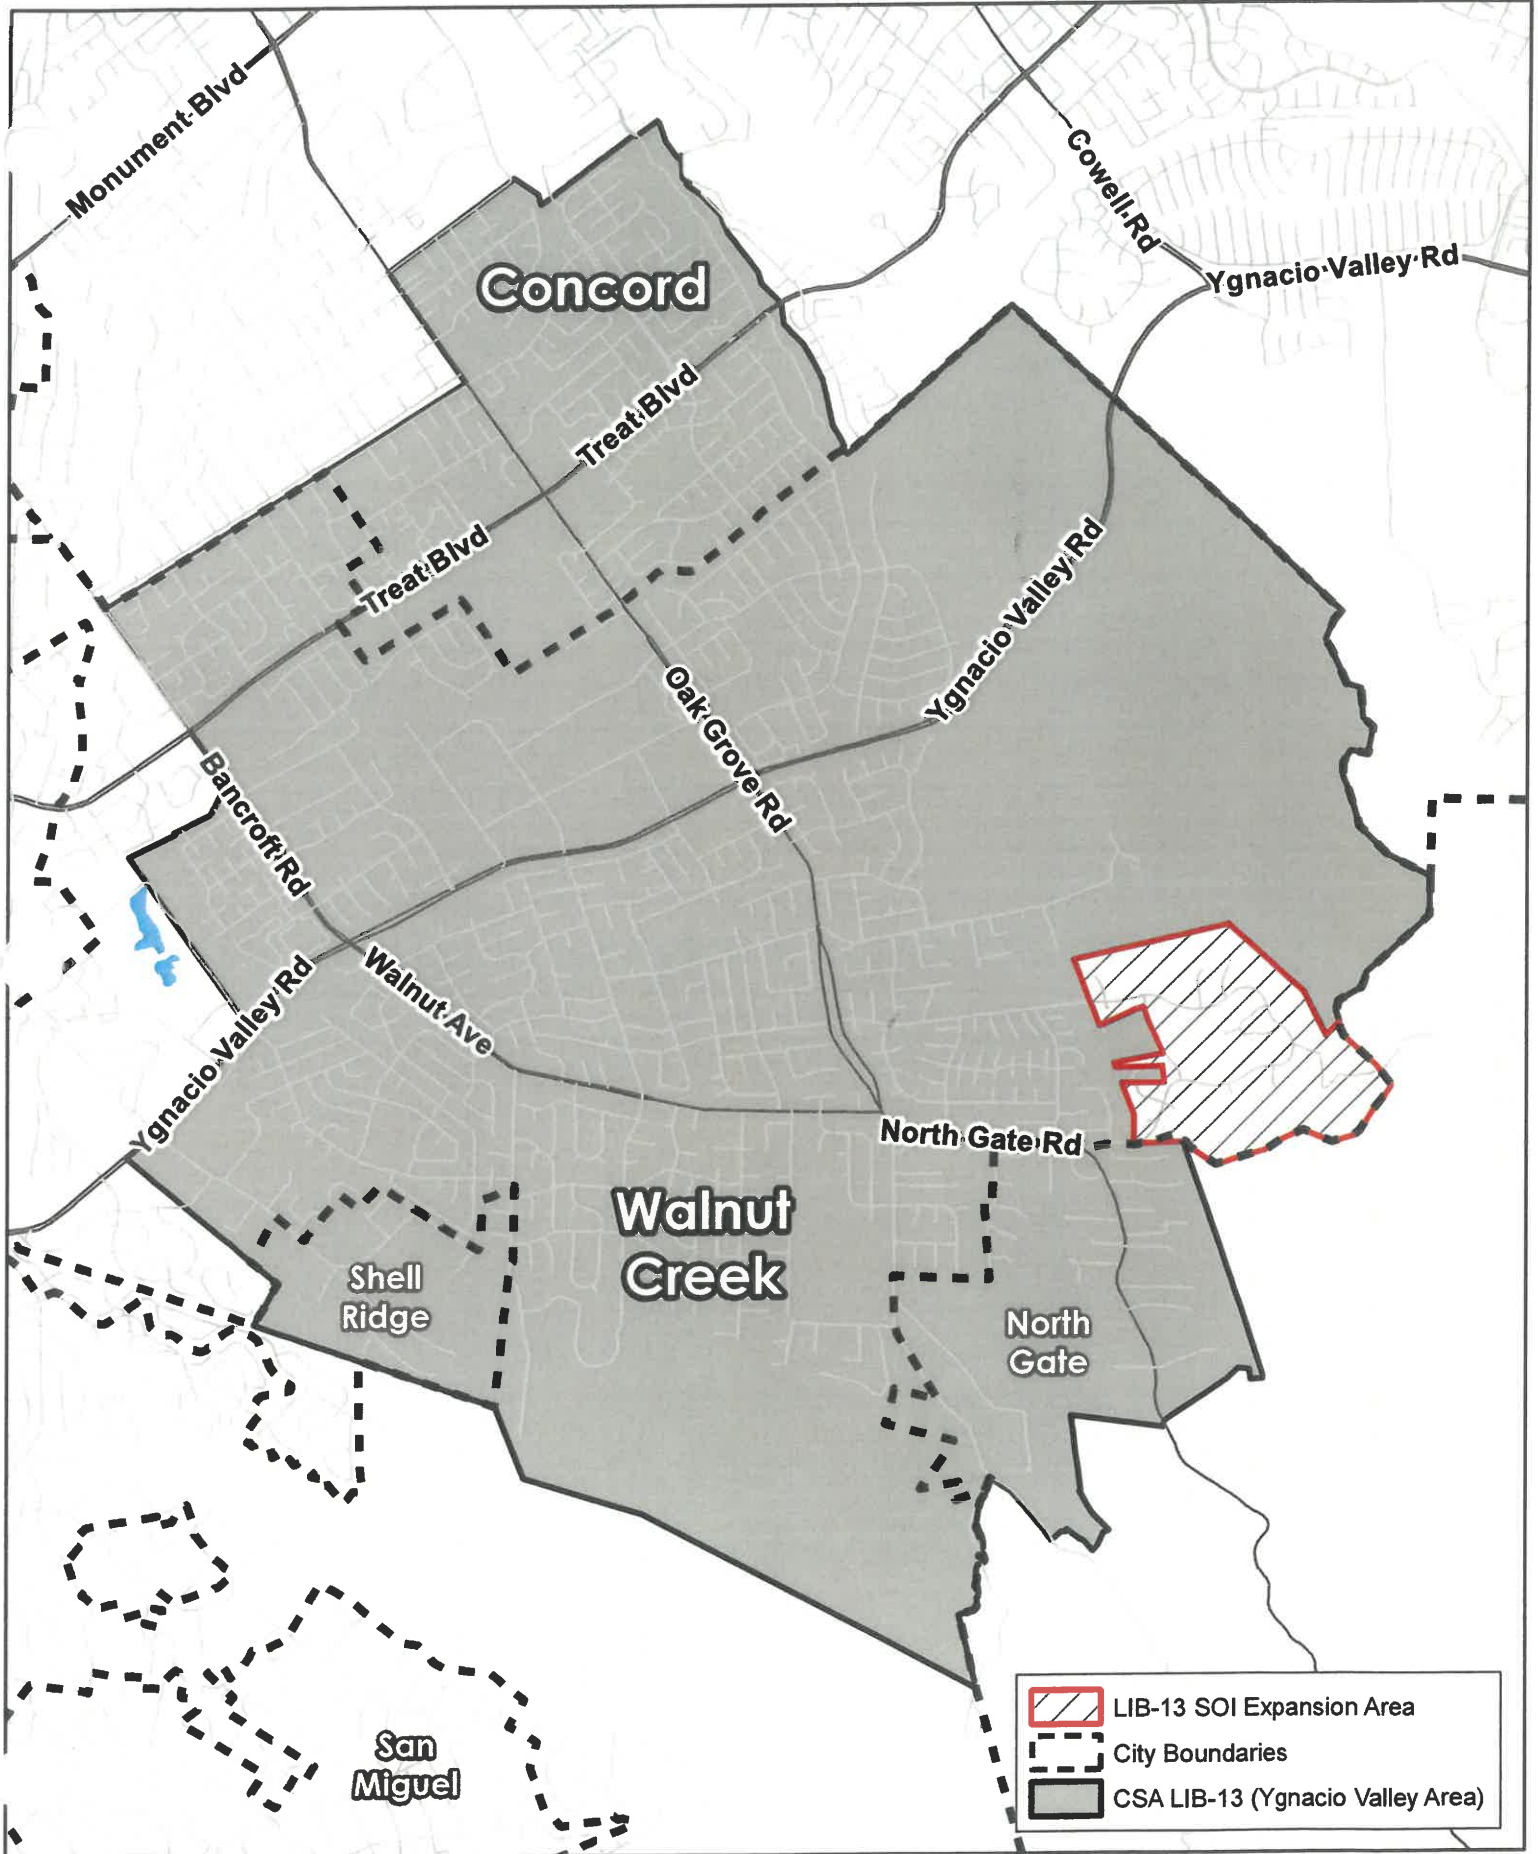 Monument Blvd
Cowell Rd
Ygnacio Valley Rd
Concord
Treat Blvd
Treat Blvd
Ygnacio Valley Rd
Oak Grove Rd
Bancroft Rd
Walnut Ave
Ygnacio Valley Rd
North Gate Rd
Walnut
Creek
Shell
Ridge
North
Gate
San
Miguel
LIB-13 SOI Expansion Area
City Boundaries
CSA LIB-13 (Ygnacio Valley Area)